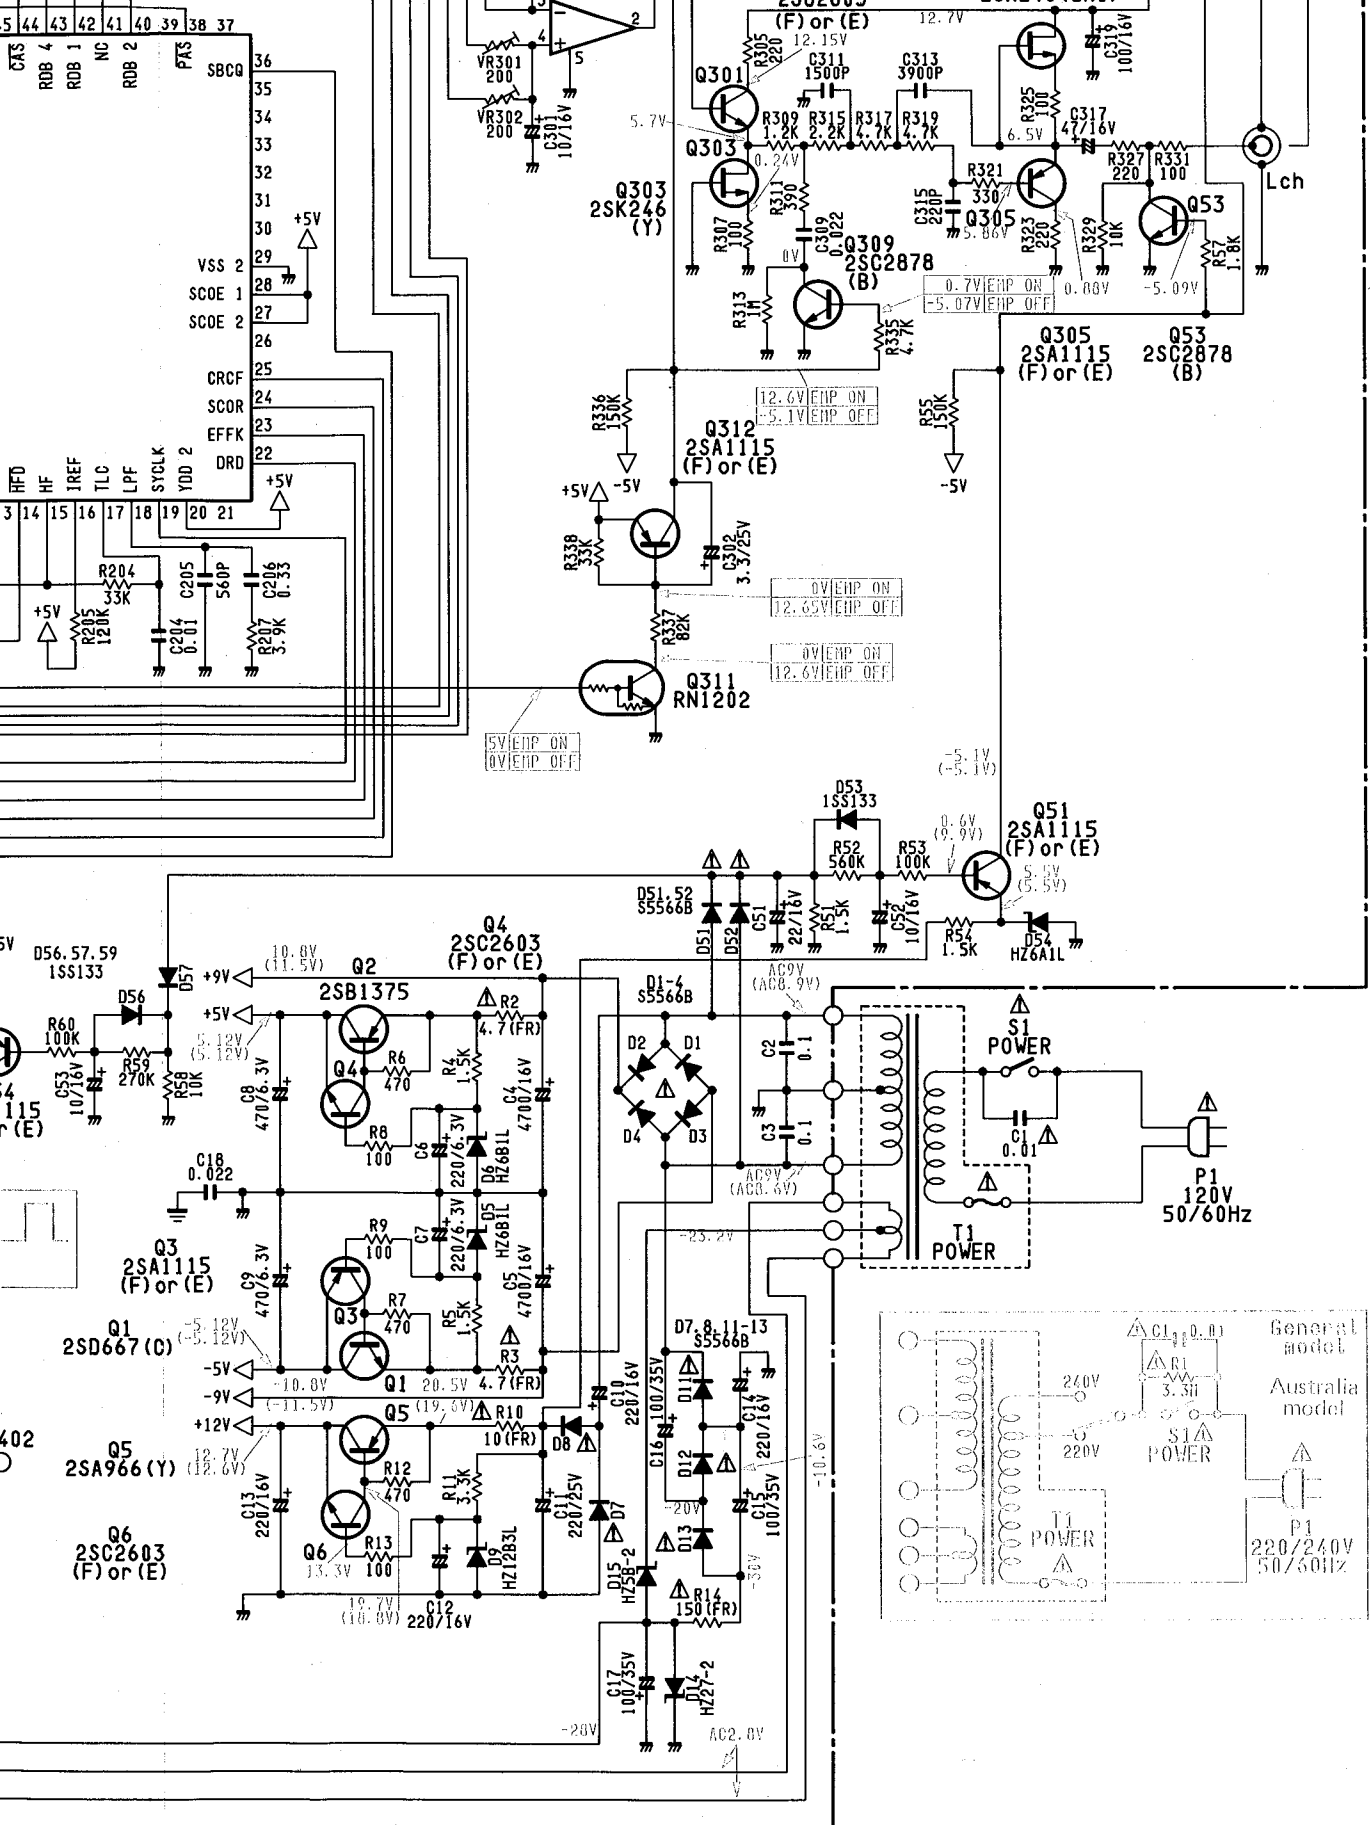 45 44 43 42 41 40 39 38 37
CAS
RDB 4
RDB 1
NC
RDB 2
PAS
SBCQ 36
35
34
33
32
31
30
VSS 2 29
SCOE 1 28
SCOE 2 27
26
CRCF 25
SCOR 24
EFFK 23
DRD 22
+5V
HFD
HF
IREF
TLC
LPF
SYCLK
VDD 2
3 14 15 16 17 18 19 20 21
+5V
R204
33K
C205
560P
C206
0.33
+5V
R205
120K
C204
0.01
R207
3.9K
3
2
4
5
VR301
200
VR302
200
C301
10/16V
(F)or(E)
12.7V
R305
220
12.15V
Q301
C311
1500P
C313
3900P
C319
100/16V
R325
100
5.7V
R309
1.2K
R315
2.2K
R317
4.7K
R319
4.7K
6.5V
C317
47/16V
R327
220
R331
100
Lch
Q303
0.24V
Q303
2SK246
(Y)
R311
390
R307
100
C309
0.022
C315
220P
R321
330
Q305
5.86V
R323
220
R329
10K
Q53
R57
1.8K
0V
Q309
2SC2878
(B)
0.7V EMP ON
-5.07V EMP OFF
0.88V
-5.09V
R313
1M
R335
4.7K
Q305
2SA1115
(F)or(E)
Q53
2SC2878
(B)
12.6V EMP ON
-5.1V EMP OFF
R336
150K
R55
150K
Q312
2SA1115
(F)or(E)
-5V
-5V
+5V
R338
33K
C302
3.3/25V
0V EMP ON
12.65V EMP OFF
R337
82K
0V EMP ON
12.6V EMP OFF
Q311
RN1202
5V EMP ON
0V EMP OFF
-5.1V
(-5.1V)
D53
1SS133
0.6V
(9.9V)
Q51
2SA1115
(F)or(E)
R52
560K
R53
100K
5.5V
(5.5V)
D51,52
S5566B
D51
D52
C51
22/16V
R51
1.5K
C52
10/16V
R54
1.5K
D54
HZ6A1L
D56.57.59
1SS133
D57
10.8V
(11.5V)
+9V
Q4
2SC2603
(F)or(E)
Q2
2SB1375
D1-4
S5566B
AC9V
(AC8.9V)
D56
+5V
R2
4.7(FR)
R60
100K
5.12V
(5.12V)
R59
270K
C53
10/16V
R58
10K
R4
1.5K
R6
470
Q4
C8
470/6.3V
C4
4700/16V
D2
D1
D4
D3
C2
0.1
C3
0.1
S1
POWER
C1
0.01
P1
120V
50/60Hz
R8
100
C6
220/6.3V
D6
HZ6B1L
C18
0.022
AC9V
(AC8.6V)
T1
POWER
-23.2V
R9
100
C7
220/6.3V
D5
HZ6B1L
Q3
2SA1115
(F)or(E)
C9
470/6.3V
Q3
R7
470
R5
1.5K
C5
4700/16V
Q1
2SD667(C)
-5.12V
(-5.12V)
-5V
Q1
R3
4.7(FR)
-10.8V
(-11.5V)
-9V
20.5V
(19.6V)
+12V
Q5
R10
10(FR)
D8
C10
220/16V
D7,8,11-13
S5566B
D11
C14
220/16V
C16
100/35V
D12
-10.6V
Q5
2SA966(Y)
12.7V
(12.6V)
R12
470
R11
3.3K
C13
220/16V
C11
220/25V
D7
-20V
C15
100/35V
D13
Q6
2SC2603
(F)or(E)
Q6
13.3V
R13
100
D9
HZ12B3L
D15
HZ5B-2
-30V
19.7V
(18.8V)
C12
220/16V
R14
150(FR)
C17
100/35V
D14
HZ27-2
-28V
AC2.8V
General
model
Australia
model
C1 0.01
R1
3.3M
240V
220V
S1
POWER
T1
POWER
P1
220/240V
50/60Hz